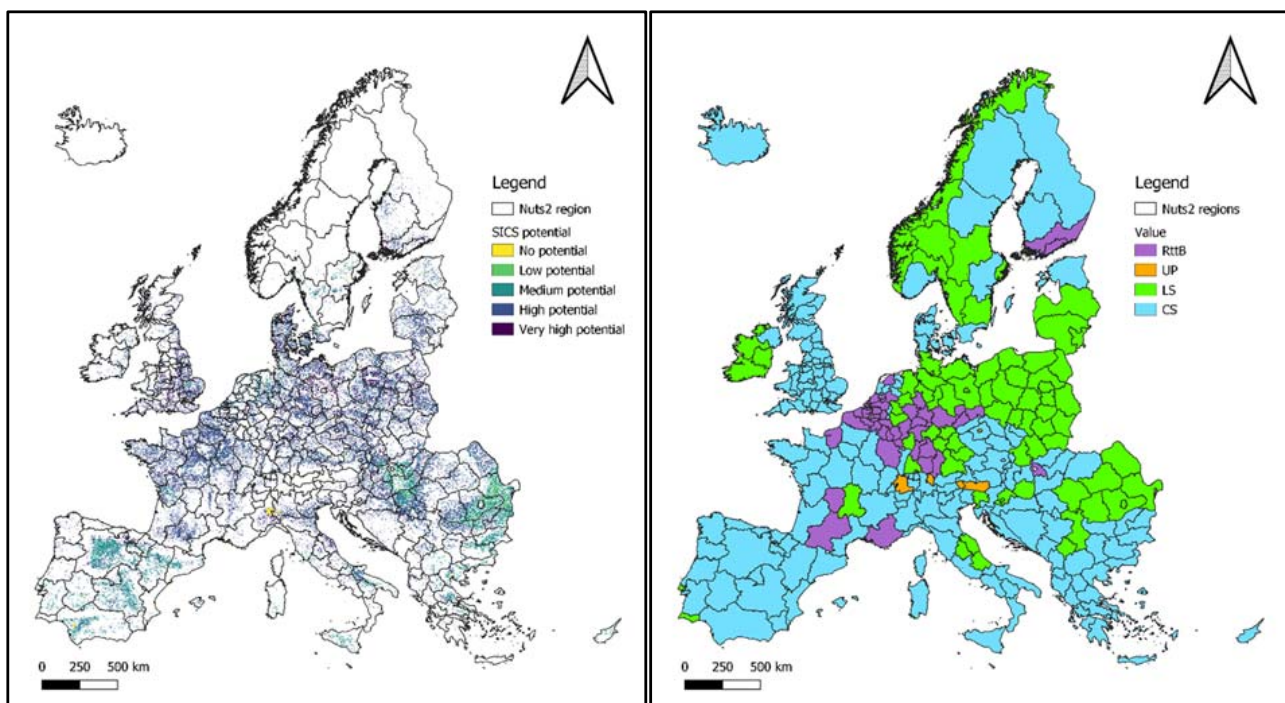 Legend
Nuts2 region
SICS potential
No potential
Low potential
Medium potential
High potential
Very high potential
0 250 500 km
Legend
Nuts2 regions
Value
RttB
UP
LS
CS
0 250 500 km